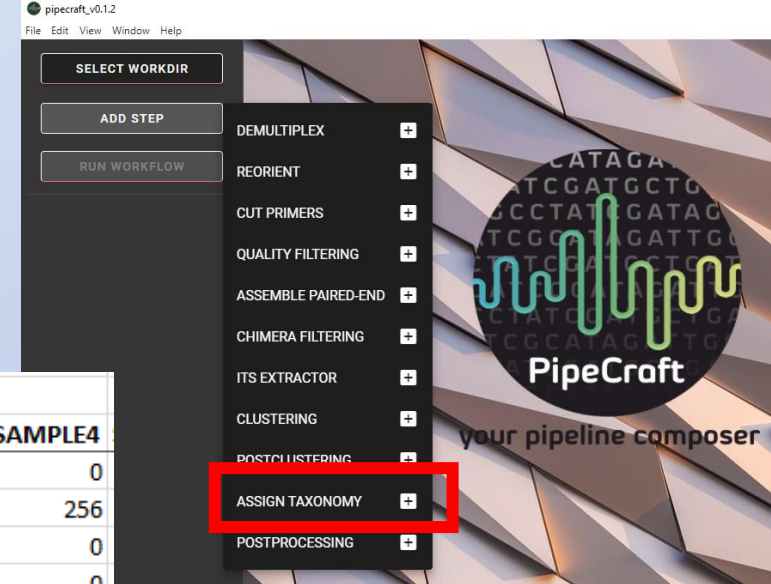 pipecraft_v0.1.2
File Edit View Window Help
SELECT WORKDIR
ADD STEP
RUN WORKFLOW
DEMULTIPLEX
REORIENT
CUT PRIMERS
QUALITY FILTERING
ASSEMBLE PAIRED-END
CHIMERA FILTERING
ITS EXTRACTOR
CLUSTERING
POSTCLUSTERING
ASSIGN TAXONOMY
POSTPROCESSING
PipeCraft
your pipeline composer
SAMPLE4
0
256
0
0